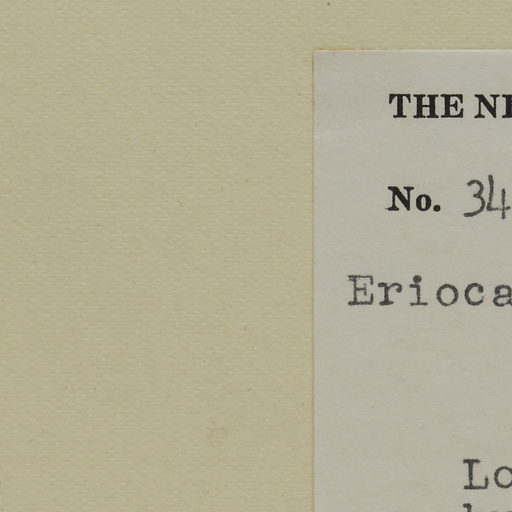 THE NE
No. 34
Erioca
Lo